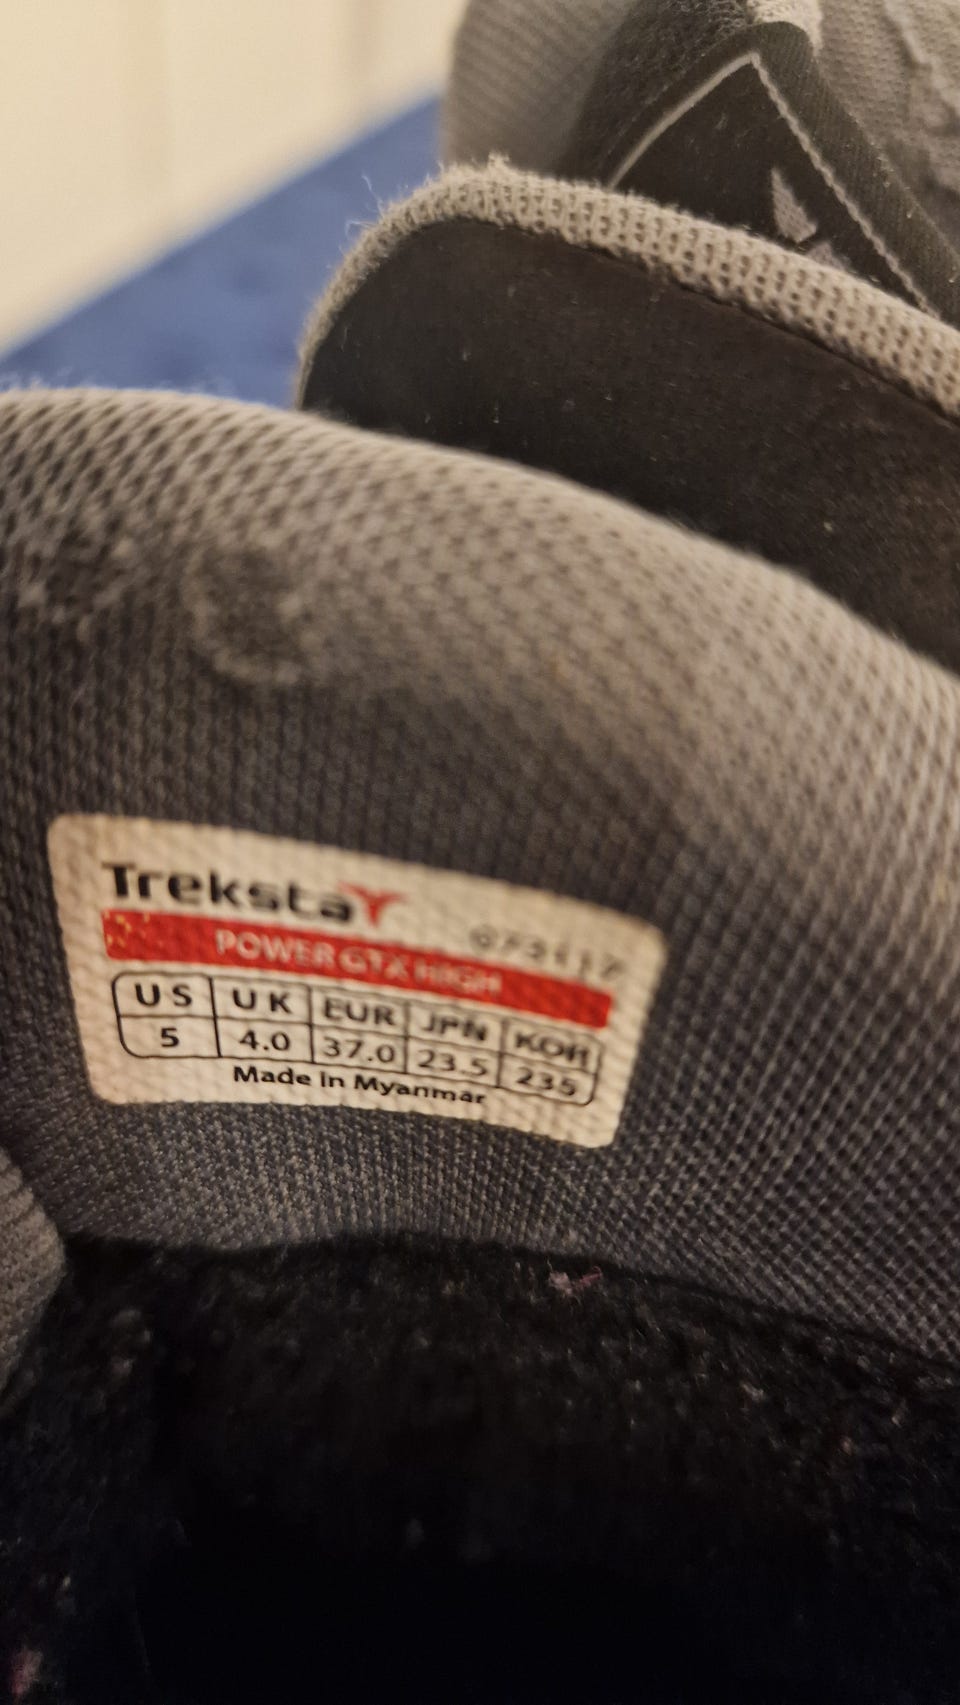 Treksta
POWER GTX HIGH
US UK EUR JPN KOR
5 4.0 37.0 23.5 235
Made in Myanmar